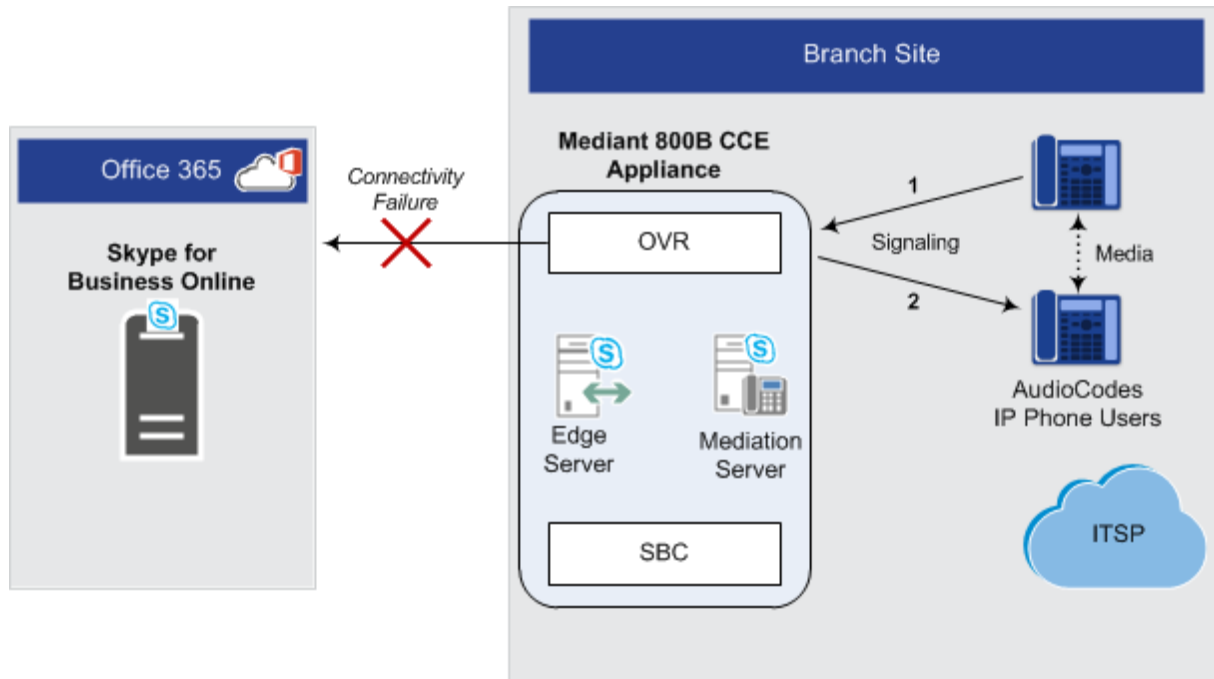 Branch Site
Office 365
Skype for
Business Online
S
Connectivity
Failure
Mediant 800B CCE
Appliance
OVR
S
Edge
Server
S
Mediation
Server
SBC
1
Signaling
2
Media
AudioCodes
IP Phone Users
ITSP